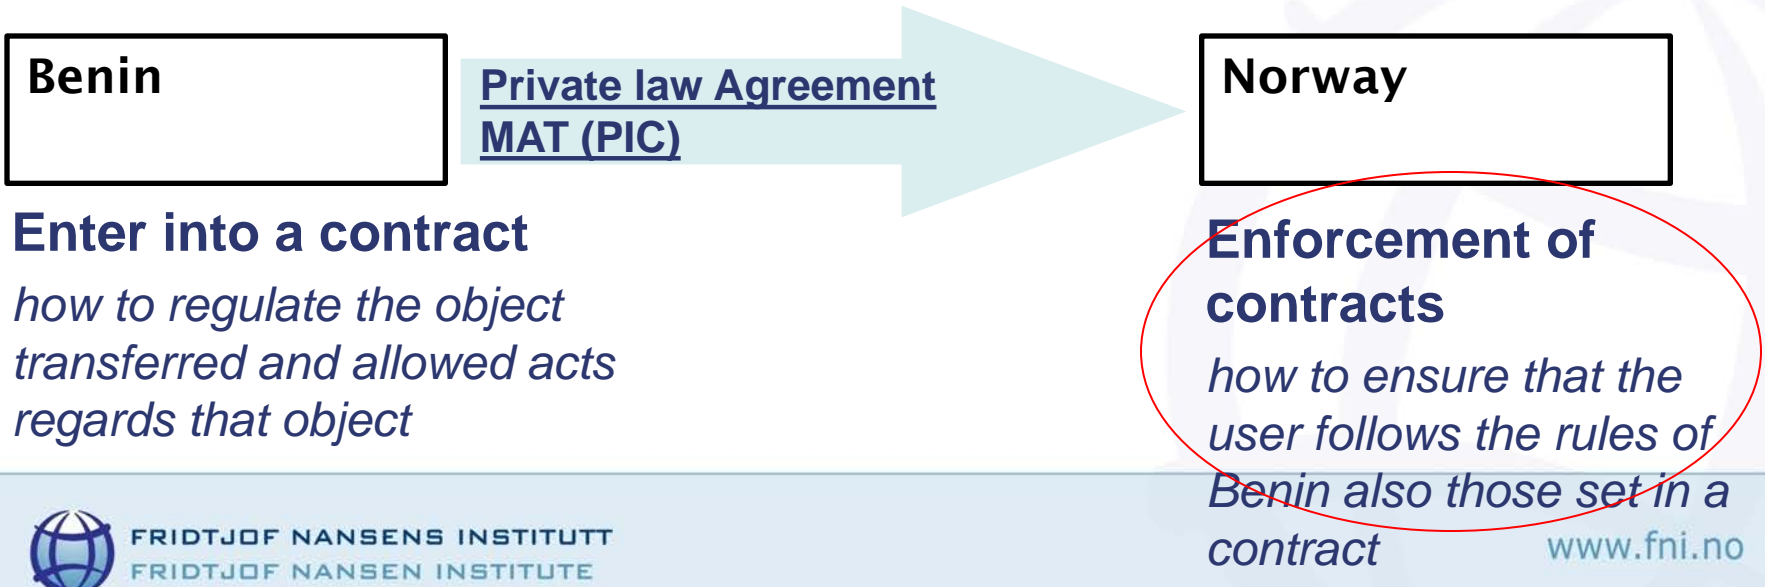 Benin
Private law Agreement
MAT (PIC)
Norway
Enter into a contract
how to regulate the object
transferred and allowed acts
regards that object
Enforcement of
contracts
how to ensure that the
user follows the rules of
Benin also those set in a
contract
FRIDTJOF NANSENS INSTITUTT
FRIDTJOF NANSEN INSTITUTE
www.fni.no